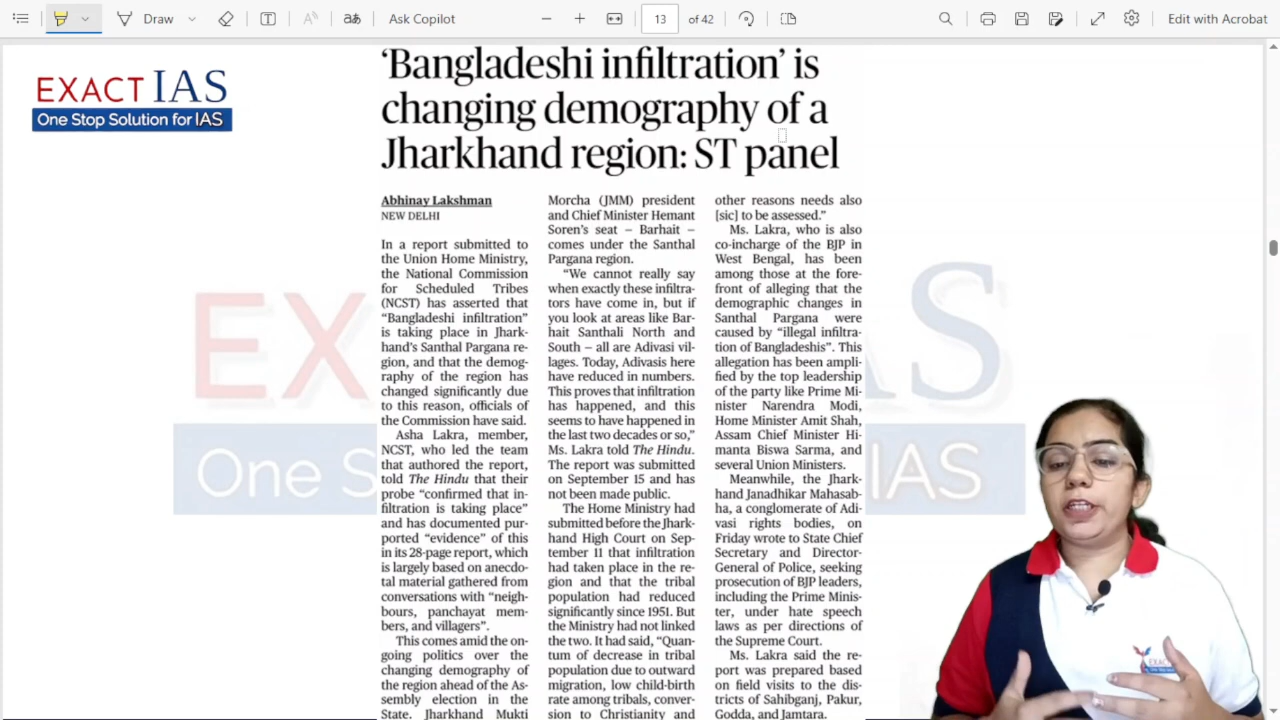 Draw
Ask Copilot
13 of 42
Edit with Acrobat
EXACT IAS
One Stop Solution for IAS
‘Bangladeshi infiltration’ is
changing demography of a
Jharkhand region: ST panel
Abhinay Lakshman
NEW DELHI
In a report submitted to
the Union Home Ministry,
the National Commission
for Scheduled Tribes
(NCST) has asserted that
“Bangladeshi infiltration”
is taking place in Jhark-
hand’s Santhal Pargana re-
gion, and that the demog-
raphy of the region has
changed significantly due
to this reason, officials of
the Commission have said.
Asha Lakra, member,
NCST, who led the team
that authored the report,
told The Hindu that their
probe “confirmed that in-
filtration is taking place”
and has documented pur-
ported “evidence” of this
in its 28-page report, which
is largely based on anecdo-
tal material gathered from
conversations with “neigh-
bours, panchayat mem-
bers, and villagers”.
This comes amid the on-
going politics over the
changing demography of
the region ahead of the As-
sembly election in the
State. Jharkhand Mukti
Morcha (JMM) president
and Chief Minister Hemant
Soren’s seat – Barhait –
comes under the Santhal
Pargana region.
“We cannot really say
when exactly these infiltra-
tors have come in, but if
you look at areas like Bar-
hait Santhali North and
South – all are Adivasi vil-
lages. Today, Adivasis here
have reduced in numbers.
This proves that infiltration
has happened, and this
seems to have happened in
the last two decades or so,”
Ms. Lakra told The Hindu.
The report was submitted
on September 15 and has
not been made public.
The Home Ministry had
submitted before the Jhark-
hand High Court on Sep-
tember 11 that infiltration
had taken place in the re-
gion and that the tribal
population had reduced
significantly since 1951. But
the Ministry had not linked
the two. It had said, “Quan-
tum of decrease in tribal
population due to outward
migration, low child-birth
rate among tribals, conver-
sion to Christianity and
other reasons needs also
[sic] to be assessed.”
Ms. Lakra, who is also
co-incharge of the BJP in
West Bengal, has been
among those at the fore-
front of alleging that the
demographic changes in
Santhal Pargana were
caused by “illegal infiltra-
tion of Bangladeshis”. This
allegation has been ampli-
fied by the top leadership
of the party like Prime Mi-
nister Narendra Modi,
Home Minister Amit Shah,
Assam Chief Minister Hi-
manta Biswa Sarma, and
several Union Ministers.
Meanwhile, the Jhark-
hand Janadhikar Mahasab-
ha, a conglomerate of Adi-
vasi rights bodies, on
Friday wrote to State Chief
Secretary and Director-
General of Police, seeking
prosecution of BJP leaders,
including the Prime Minis-
ter, under hate speech
laws as per directions of
the Supreme Court.
Ms. Lakra said the re-
port was prepared based
on field visits to the dis-
tricts of Sahibganj, Pakur,
Godda, and Jamtara.